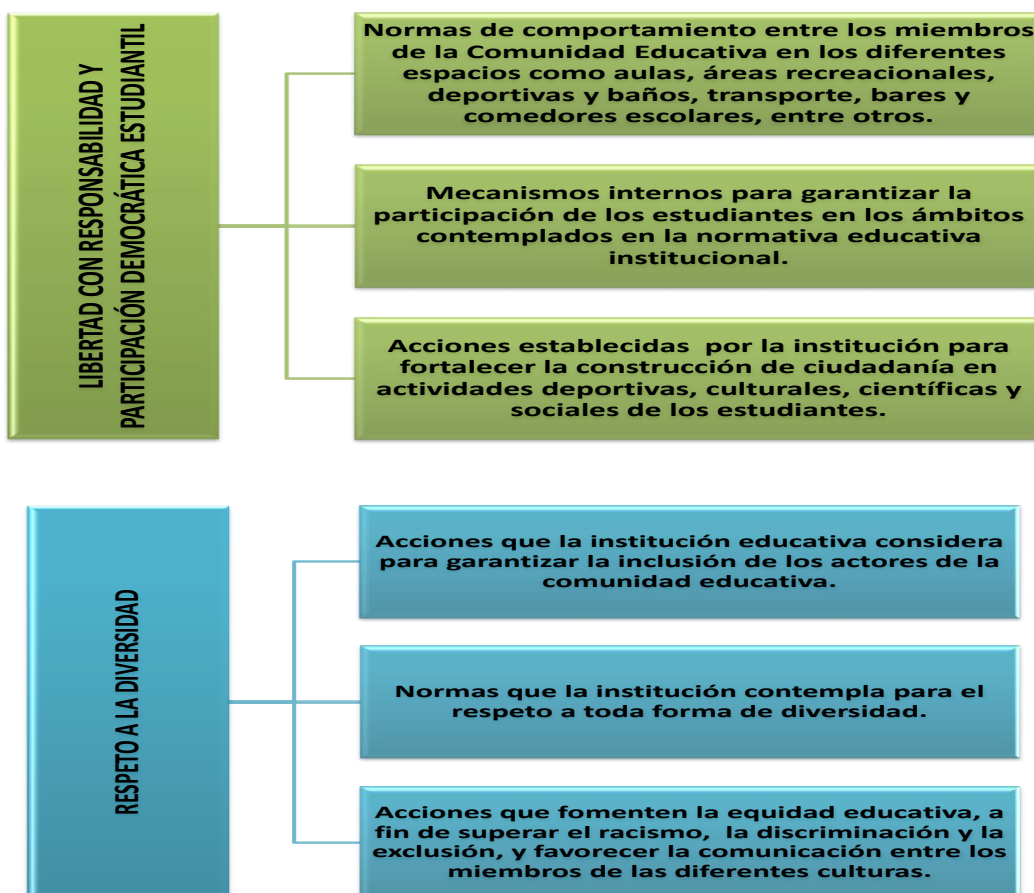 LIBERTAD CON RESPONSABILIDAD Y
PARTICIPACIÓN DEMOCRÁTICA ESTUDIANTIL
Normas de comportamiento entre los miembros
de la Comunidad Educativa en los diferentes
espacios como aulas, áreas recreacionales,
deportivas y baños, transporte, bares y
comedores escolares, entre otros.
Mecanismos internos para garantizar la
participación de los estudiantes en los ámbitos
contemplados en la normativa educativa
institucional.
Acciones establecidas por la institución para
fortalecer la construcción de ciudadanía en
actividades deportivas, culturales, científicas y
sociales de los estudiantes.
RESPETO A LA DIVERSIDAD
Acciones que la institución educativa considera
para garantizar la inclusión de los actores de la
comunidad educativa.
Normas que la institución contempla para el
respeto a toda forma de diversidad.
Acciones que fomenten la equidad educativa, a
fin de superar el racismo, la discriminación y la
exclusión, y favorecer la comunicación entre los
miembros de las diferentes culturas.